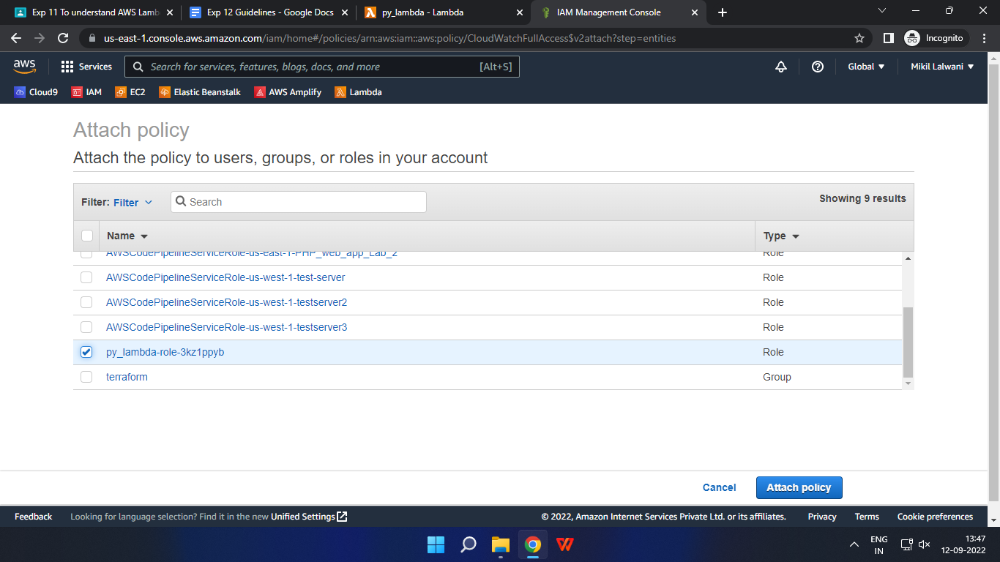 Exp 11 To understand AWS Lamb
Exp 12 Guidelines - Google Docs
py_lambda - Lambda
IAM Management Console
us-east-1.console.aws.amazon.com/iam/home#/policies/arn:aws:iam::aws:policy/CloudWatchFullAccess$v2attach?step=entities
Incognito
aws
Services
Search for services, features, blogs, docs, and more
[Alt+S]
Global
Mikil Lalwani
Cloud9
IAM
EC2
Elastic Beanstalk
AWS Amplify
Lambda
Attach policy
Attach the policy to users, groups, or roles in your account
Filter: Filter
Search
Showing 9 results
Name
Type
AWSCodePipelineServiceRole-us-east-1-PHP_web_app_Lab_2
Role
AWSCodePipelineServiceRole-us-west-1-test-server
Role
AWSCodePipelineServiceRole-us-west-1-testserver2
Role
AWSCodePipelineServiceRole-us-west-1-testserver3
Role
py_lambda-role-3kz1ppyb
Role
terraform
Group
Cancel
Attach policy
Feedback
Looking for language selection? Find it in the new Unified Settings
© 2022, Amazon Internet Services Private Ltd. or its affiliates.
Privacy
Terms
Cookie preferences
ENG
IN
13:47
12-09-2022